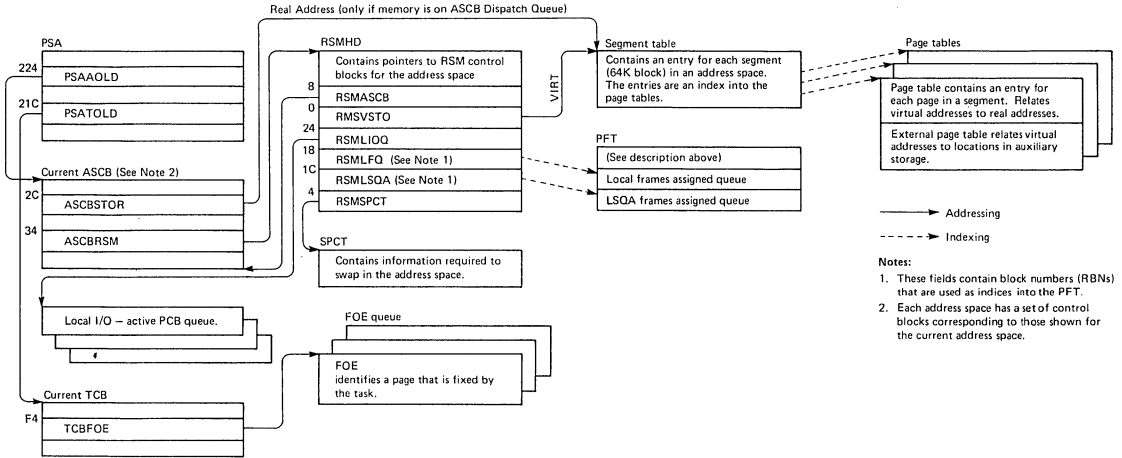 Real Address (only if memory is on ASCB Dispatch Queue)
PSA
224
PSAAOLD
21C
PSATOLD
Current ASCB (See Note 2)
2C
ASCBSTOR
34
ASCBRSM
Local I/O – active PCB queue.
Current TCB
F4
TCBFOE
RSMHD
Contains pointers to RSM control
blocks for the address space
8
RSMASCB
0
RMSVSTO
24
RSMLIOQ
18
RSMLFQ (See Note 1)
1C
RSMLSQA (See Note 1)
4
RSMSPCT
SPCT
Contains information required to
swap in the address space.
FOE queue
FOE
identifies a page that is fixed by
the task.
VIRT
Segment table
Contains an entry for each segment
(64K block) in an address space.
The entries are an index into the
page tables.
PFT
(See description above)
Local frames assigned queue
LSQA frames assigned queue
Page tables
Page table contains an entry for
each page in a segment. Relates
virtual addresses to real addresses.
External page table relates virtual
addresses to locations in auxiliary
storage.
Addressing
Indexing
Notes:
1. These fields contain block numbers (RBNs)
that are used as indices into the PFT.
2. Each address space has a set of control
blocks corresponding to those shown for
the current address space.